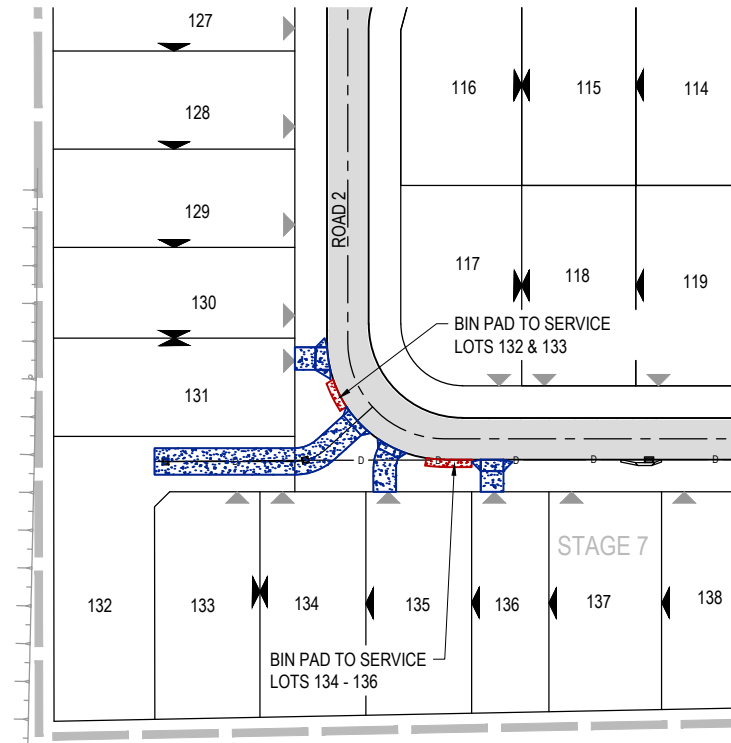 127
116
115
114
128
129
ROAD 2
117
118
119
130
BIN PAD TO SERVICE
LOTS 132 & 133
131
D
D
D
D
D
D
STAGE 7
132
133
134
135
136
137
138
BIN PAD TO SERVICE
LOTS 134 - 136